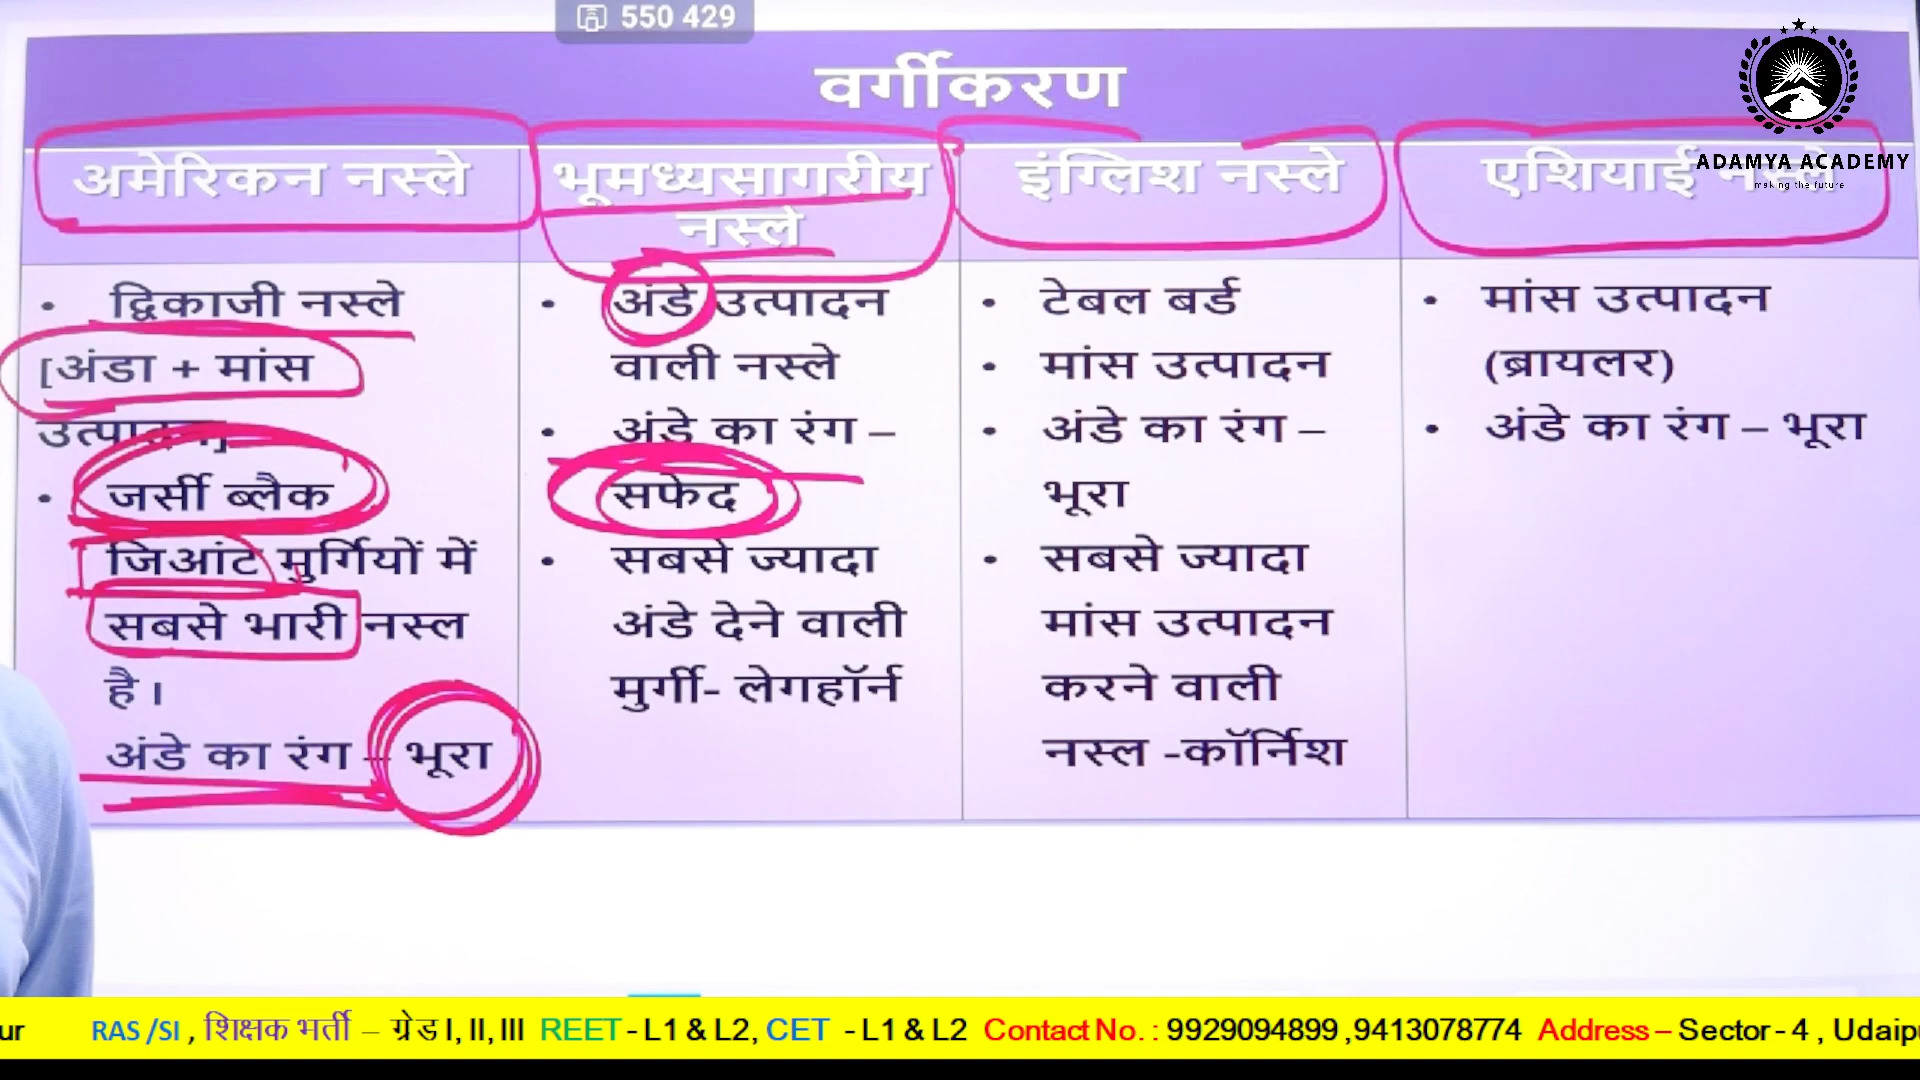 550 429
वर्गीकरण
ADAMYA ACADEMY
making the future
अमेरिकन नस्ले
भूमध्यसागरीय
नस्ले
इंग्लिश नस्ले
एशियाई नस्ले
• द्विकाजी नस्ले
[अंडा + मांस
उत्पादन]
• जर्सी ब्लैक
जिआंट मुर्गियों में
सबसे भारी नस्ल
है ।
अंडे का रंग – भूरा
• अंडे उत्पादन
वाली नस्ले
• अंडे का रंग –
सफेद
• सबसे ज्यादा
अंडे देने वाली
मुर्गी- लेगहॉर्न
• टेबल बर्ड
• मांस उत्पादन
• अंडे का रंग –
भूरा
• सबसे ज्यादा
मांस उत्पादन
करने वाली
नस्ल -कॉर्निश
• मांस उत्पादन
(ब्रायलर)
• अंडे का रंग – भूरा
ur RAS /SI , शिक्षक भर्ती – ग्रेड I, II, III REET - L1 & L2, CET - L1 & L2 Contact No. : 9929094899 ,9413078774 Address – Sector - 4 , Udaip